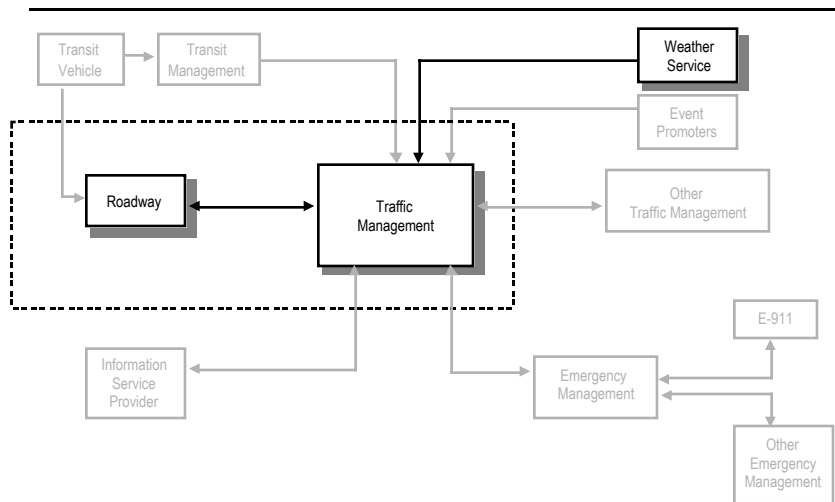 Transit
Vehicle
Transit
Management
Weather
Service
Event
Promoters
Roadway
Traffic
Management
Other
Traffic Management
E-911
Information
Service
Provider
Emergency
Management
Other
Emergency
Management